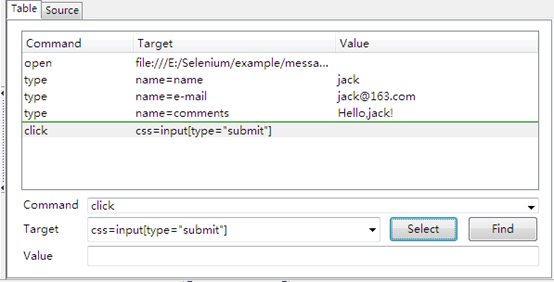 Table Source
Command Target Value
open file:///E:/Selenium/example/messa...
type name=name jack
type name=e-mail jack@163.com
type name=comments Hello,jack!
click css=input[type="submit"]
Command click
Target css=input[type="submit"] Select Find
Value